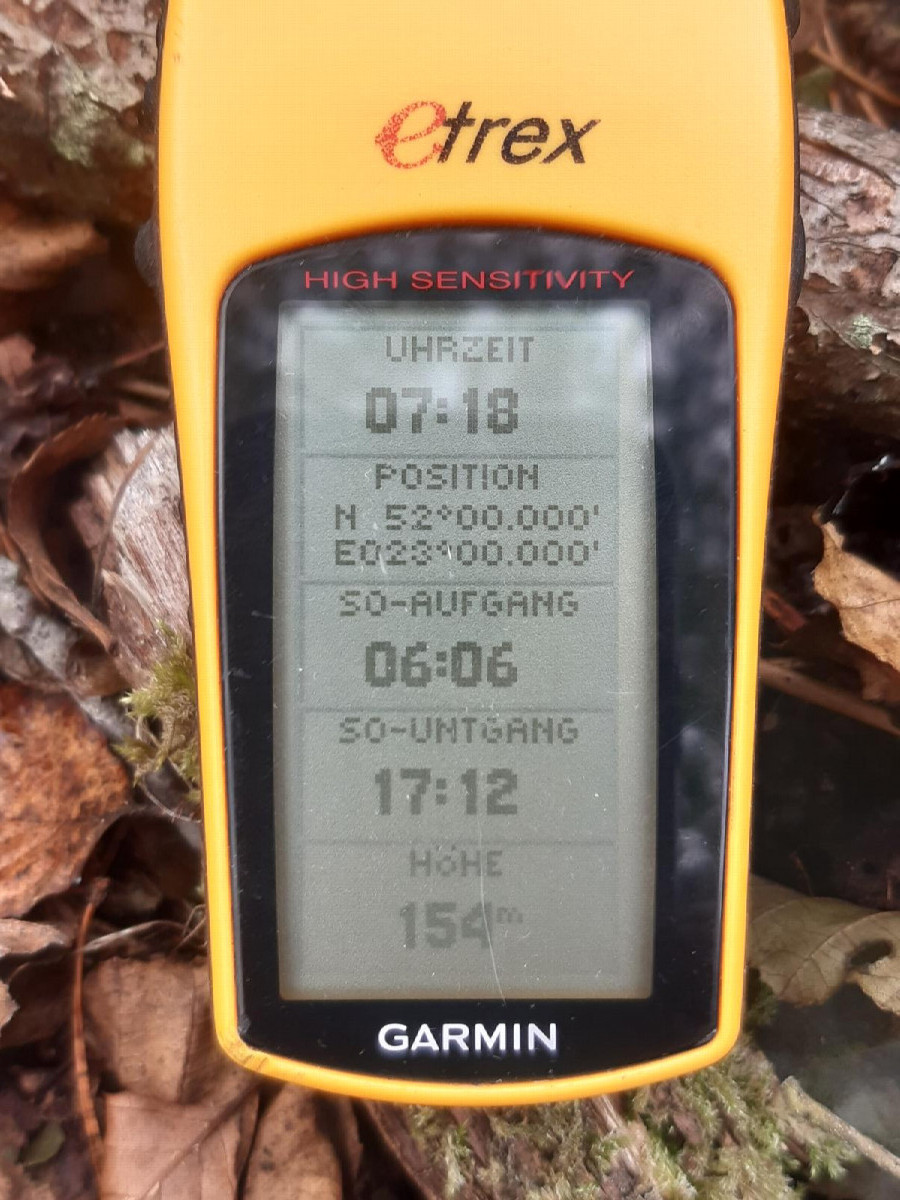 etrex
HIGH SENSITIVITY
UHRZEIT
07:18
POSITION
N 52°00.000'
E023°00.000'
SO-AUFGANG
06:06
SO-UNTGANG
17:12
HÖHE
154m
GARMIN